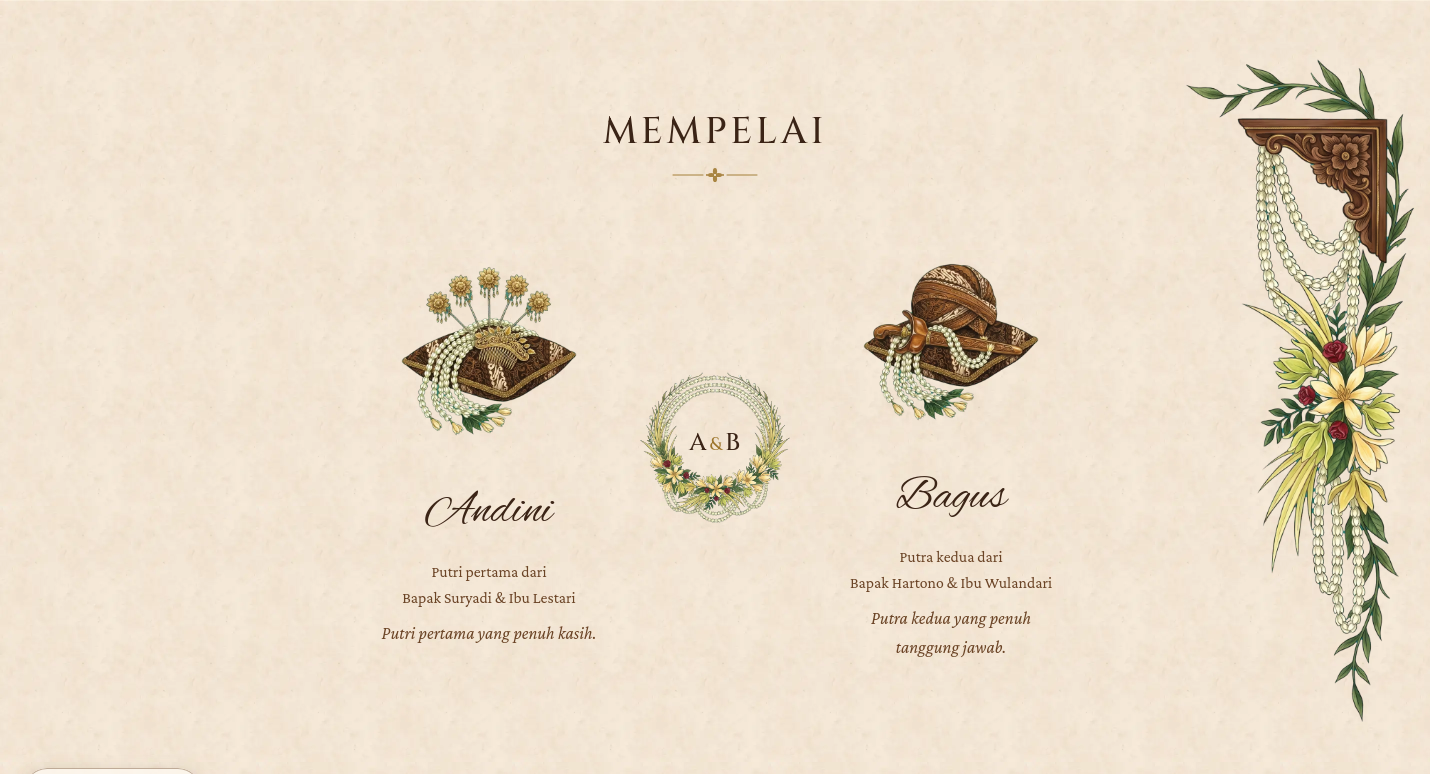 MEMPELAI
Andini
Putri pertama dari
Bapak Suryadi & Ibu Lestari
Putri pertama yang penuh kasih.
A&B
Bagus
Putra kedua dari
Bapak Hartono & Ibu Wulandari
Putra kedua yang penuh
tanggung jawab.